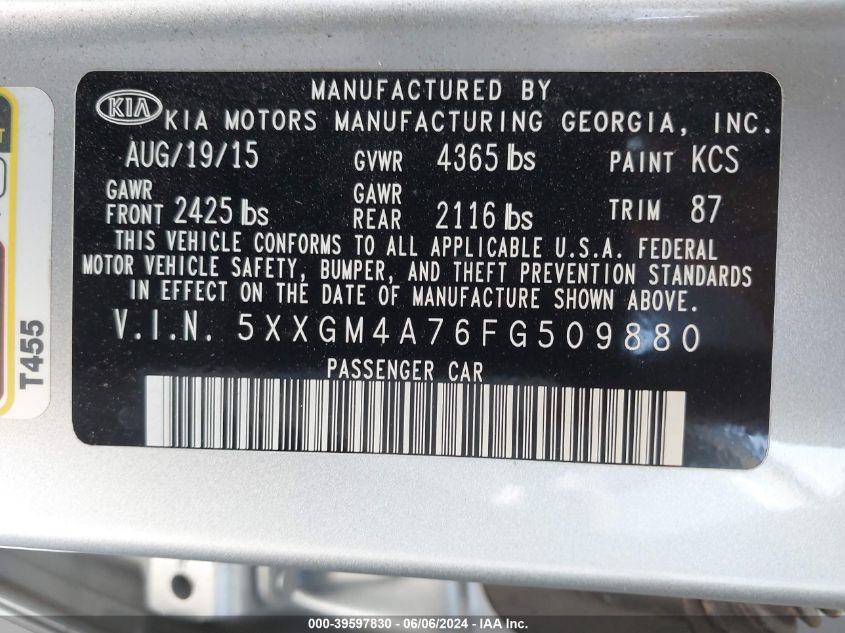 MANUFACTURED BY
KIA
KIA MOTORS MANUFACTURING GEORGIA, INC.
AUG/19/15 GVWR 4365 lbs PAINT KCS
GAWR FRONT 2425 lbs GAWR REAR 2116 lbs TRIM 87
THIS VEHICLE CONFORMS TO ALL APPLICABLE U.S.A. FEDERAL
MOTOR VEHICLE SAFETY, BUMPER, AND THEFT PREVENTION STANDARDS
IN EFFECT ON THE DATE OF MANUFACTURE SHOWN ABOVE.
V.I.N. 5XXGM4A76FG509880
PASSENGER CAR
T455
000-39597830 - 06/06/2024 - IAA Inc.